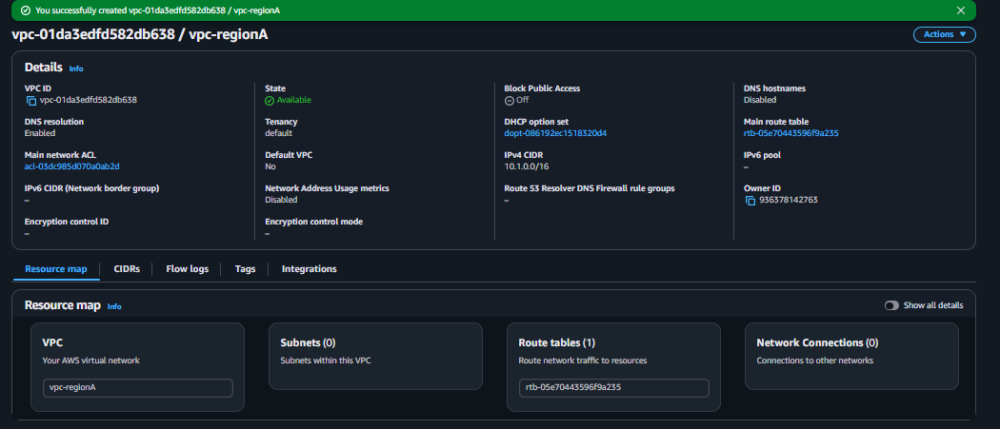 You successfully created vpc-01da3edfd582db638 / vpc-regionA
vpc-01da3edfd582db638 / vpc-regionA
Actions
Details Info
VPC ID
vpc-01da3edfd582db638
State
Available
Block Public Access
Off
DNS hostnames
Disabled
DNS resolution
Enabled
Tenancy
default
DHCP option set
dopt-086192ec1518320d4
Main route table
rtb-05e70443596f9a235
Main network ACL
acl-03dc985d070a0ab2d
Default VPC
No
IPv4 CIDR
10.1.0.0/16
IPv6 pool
–
IPv6 CIDR (Network border group)
–
Network Address Usage metrics
Disabled
Route 53 Resolver DNS Firewall rule groups
–
Owner ID
936378142763
Encryption control ID
–
Encryption control mode
–
Resource map CIDRs Flow logs Tags Integrations
Resource map Info
Show all details
VPC
Your AWS virtual network
vpc-regionA
Subnets (0)
Subnets within this VPC
Route tables (1)
Route network traffic to resources
rtb-05e70443596f9a235
Network Connections (0)
Connections to other networks